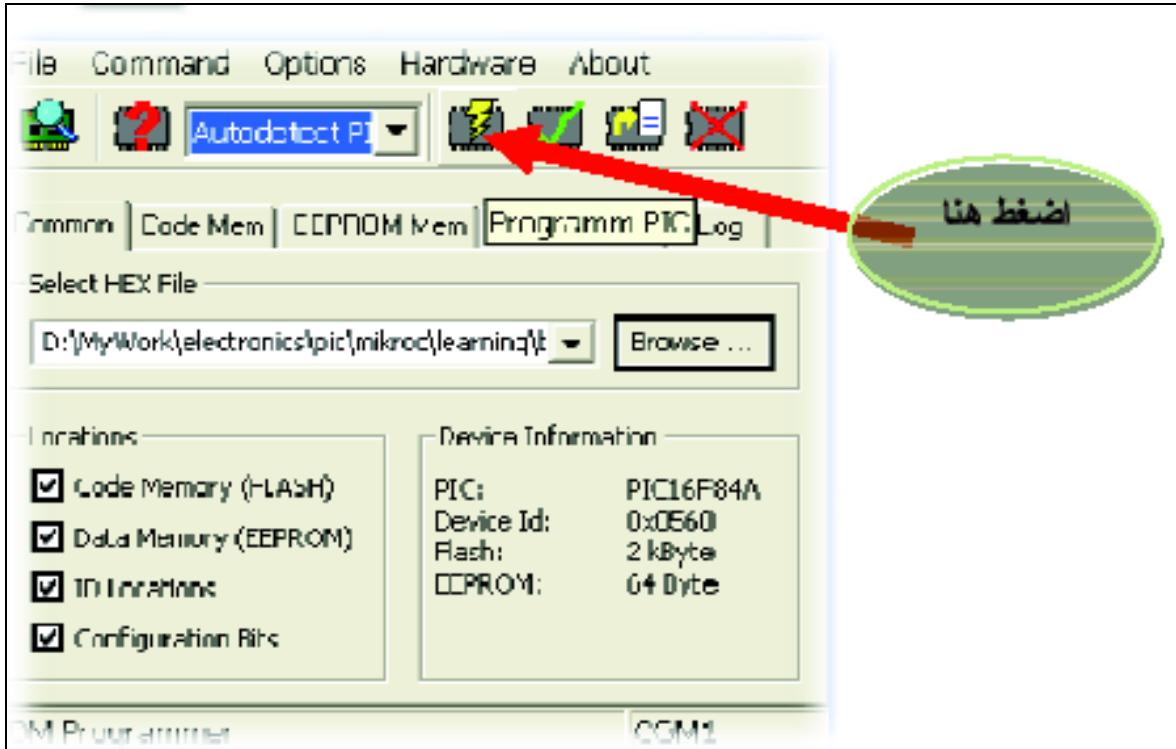 File Command Options Hardware About
Autodetect PI
Common Code Mem EEPROM Mem Programm PIC Log
اضغط هنا
Select HEX File
D:\MyWork\electronics\pic\mikroc\learning\b Browse ...
Locations
Device Information
Code Memory (FLASH)
Data Memory (EEPROM)
ID Locations
Configuration Bits
PIC: PIC16F84A
Device Id: 0x0560
Flash: 2 kByte
EEPROM: 64 Byte
Programmer COM1